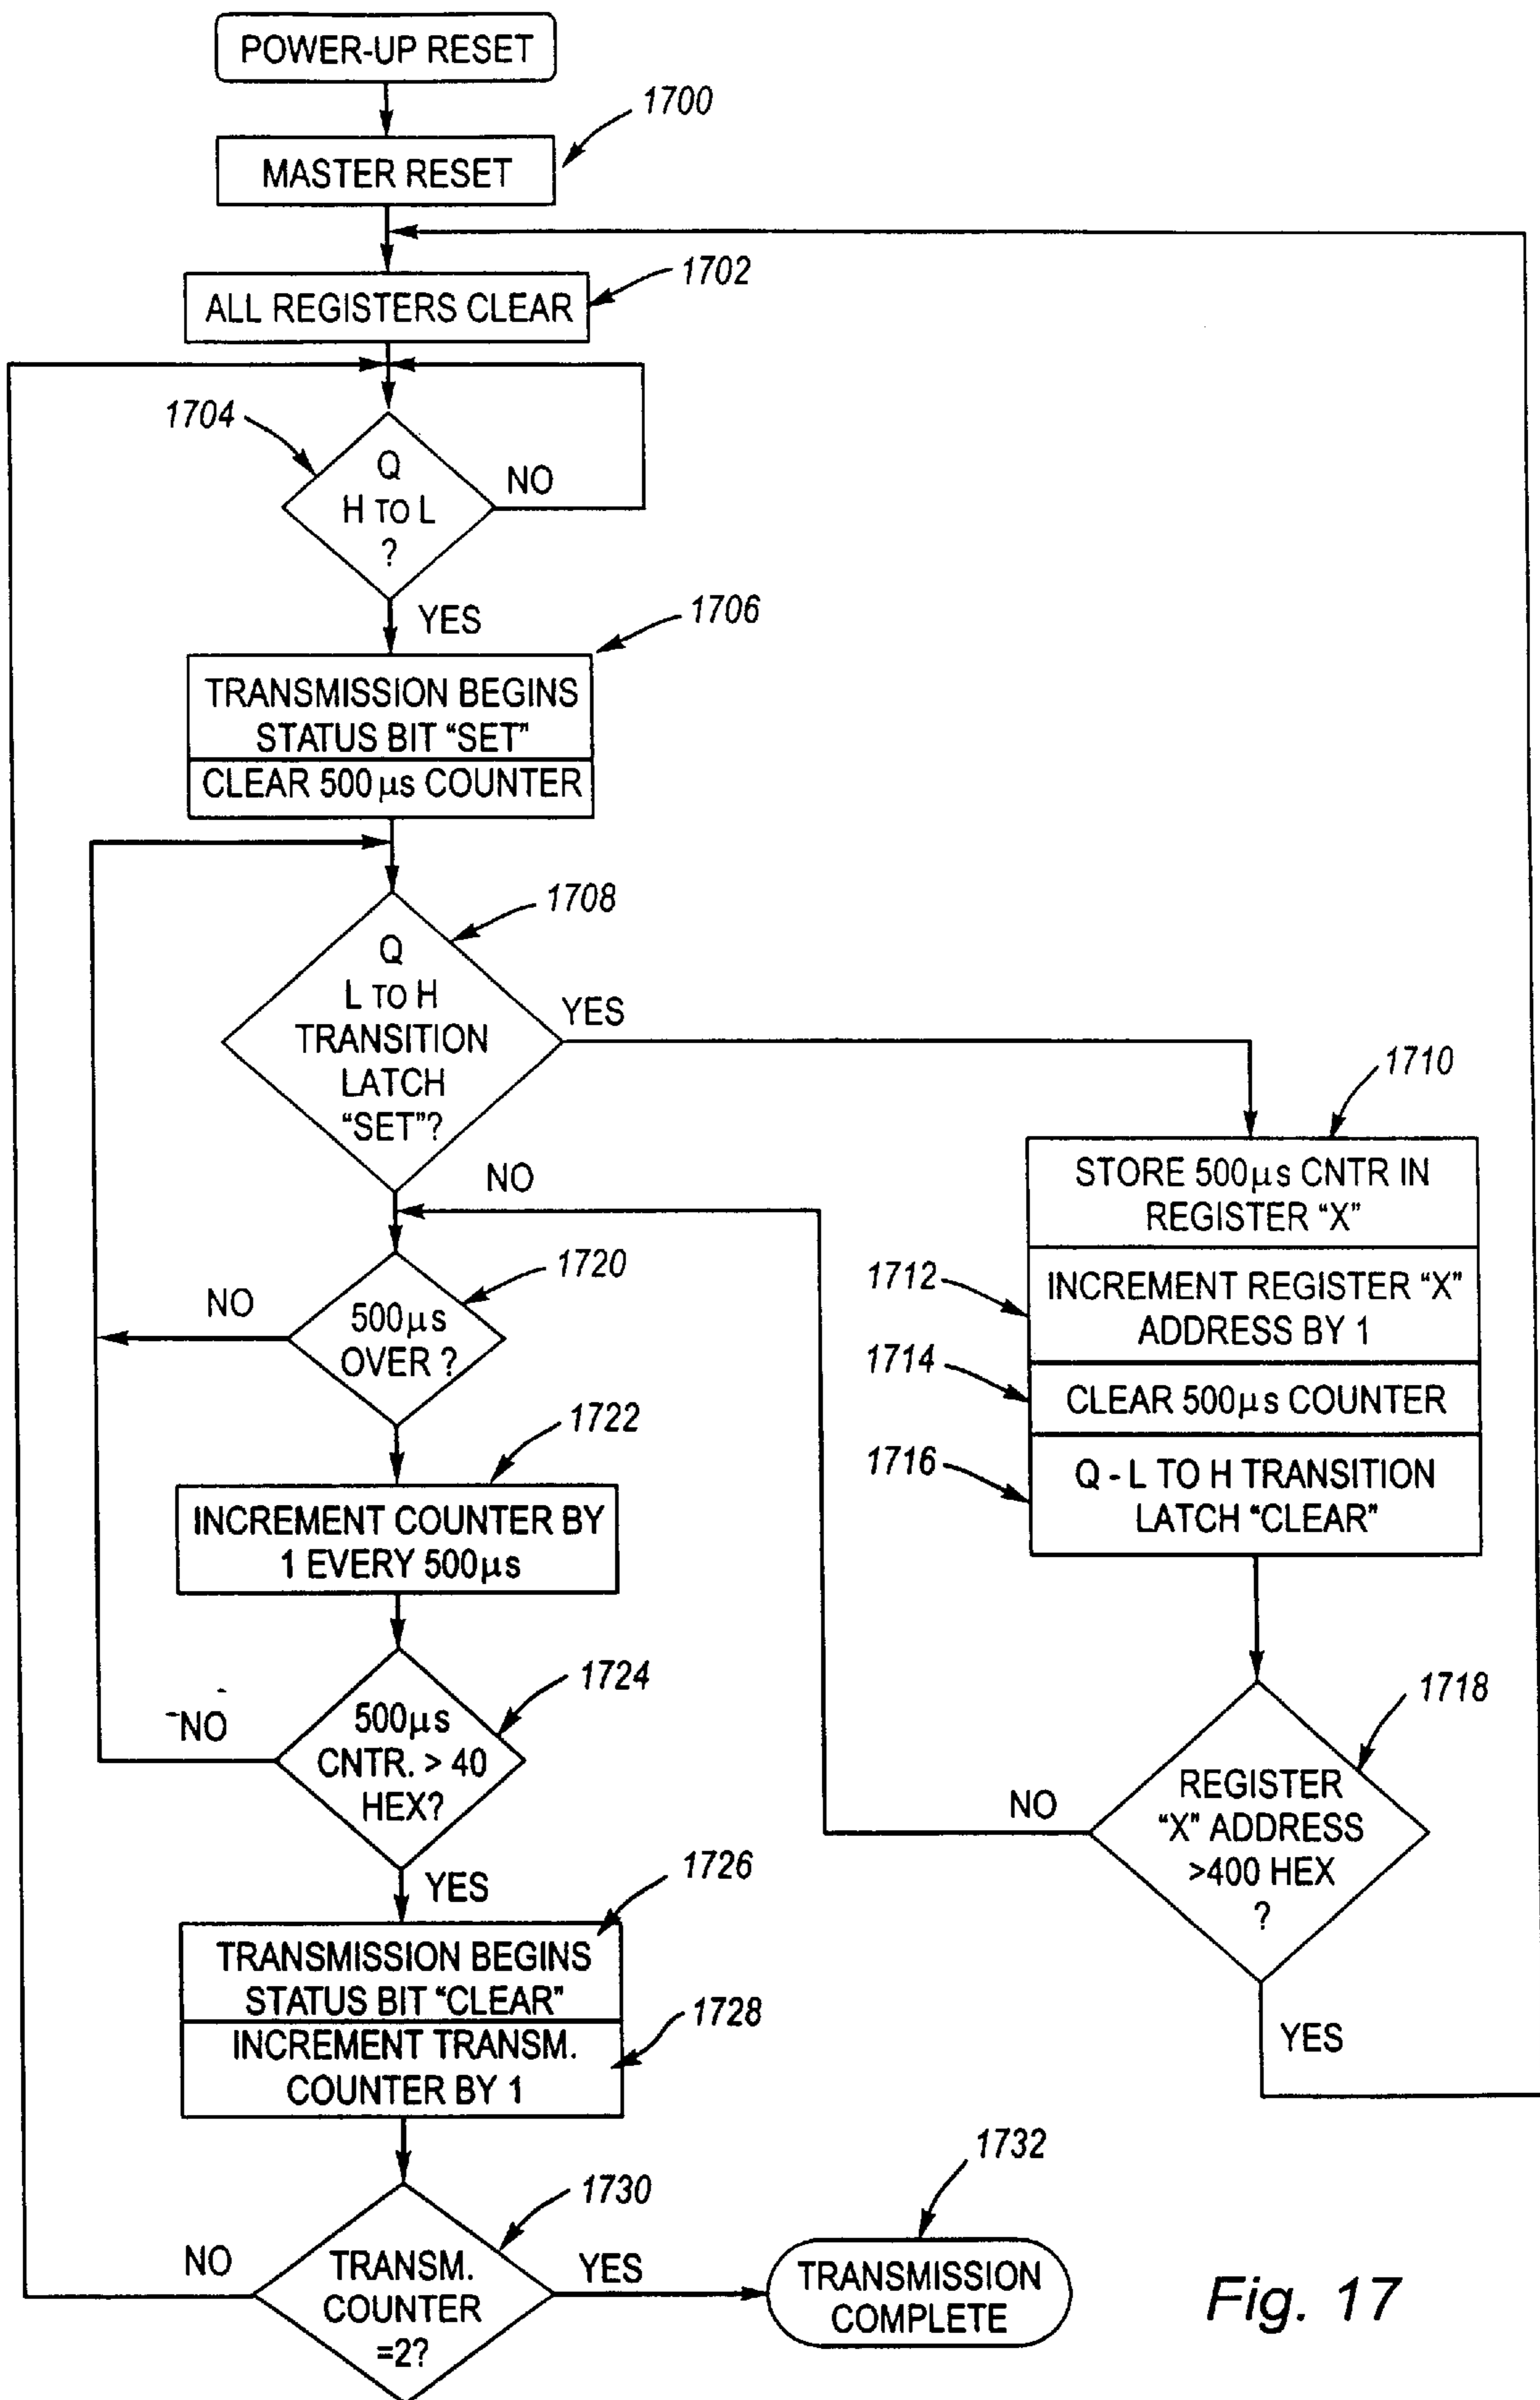 POWER-UP RESET
1700
MASTER RESET
1702
ALL REGISTERS CLEAR
1704
Q
H TO L
?
NO
YES
1706
TRANSMISSION BEGINS
STATUS BIT “SET”
CLEAR 500 µs COUNTER
1708
Q
L TO H
TRANSITION
LATCH
“SET”?
YES
NO
1710
STORE 500µs CNTR IN
REGISTER “X”
1712
INCREMENT REGISTER “X”
ADDRESS BY 1
1714
CLEAR 500µs COUNTER
1716
Q - L TO H TRANSITION
LATCH “CLEAR”
1718
REGISTER
“X” ADDRESS
>400 HEX
?
NO
YES
1720
500µs
OVER ?
NO
1722
INCREMENT COUNTER BY
1 EVERY 500µs
1724
500µs
CNTR. > 40
HEX?
NO
YES
1726
TRANSMISSION BEGINS
STATUS BIT “CLEAR”
1728
INCREMENT TRANSM.
COUNTER BY 1
1730
TRANSM.
COUNTER
=2?
NO
YES
1732
TRANSMISSION
COMPLETE
Fig. 17